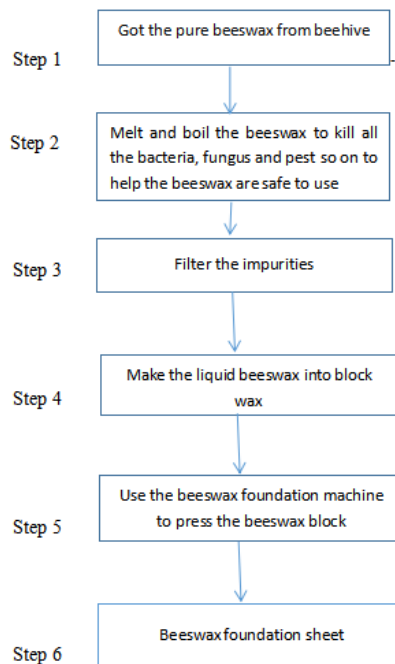 Got the pure beeswax from beehive
Step 1
Step 2
Melt and boil the beeswax to kill all
the bacteria, fungus and pest so on to
help the beeswax are safe to use
Step 3
Filter the impurities
Make the liquid beeswax into block
wax
Step 4
Use the beeswax foundation machine
to press the beeswax block
Step 5
Beeswax foundation sheet
Step 6